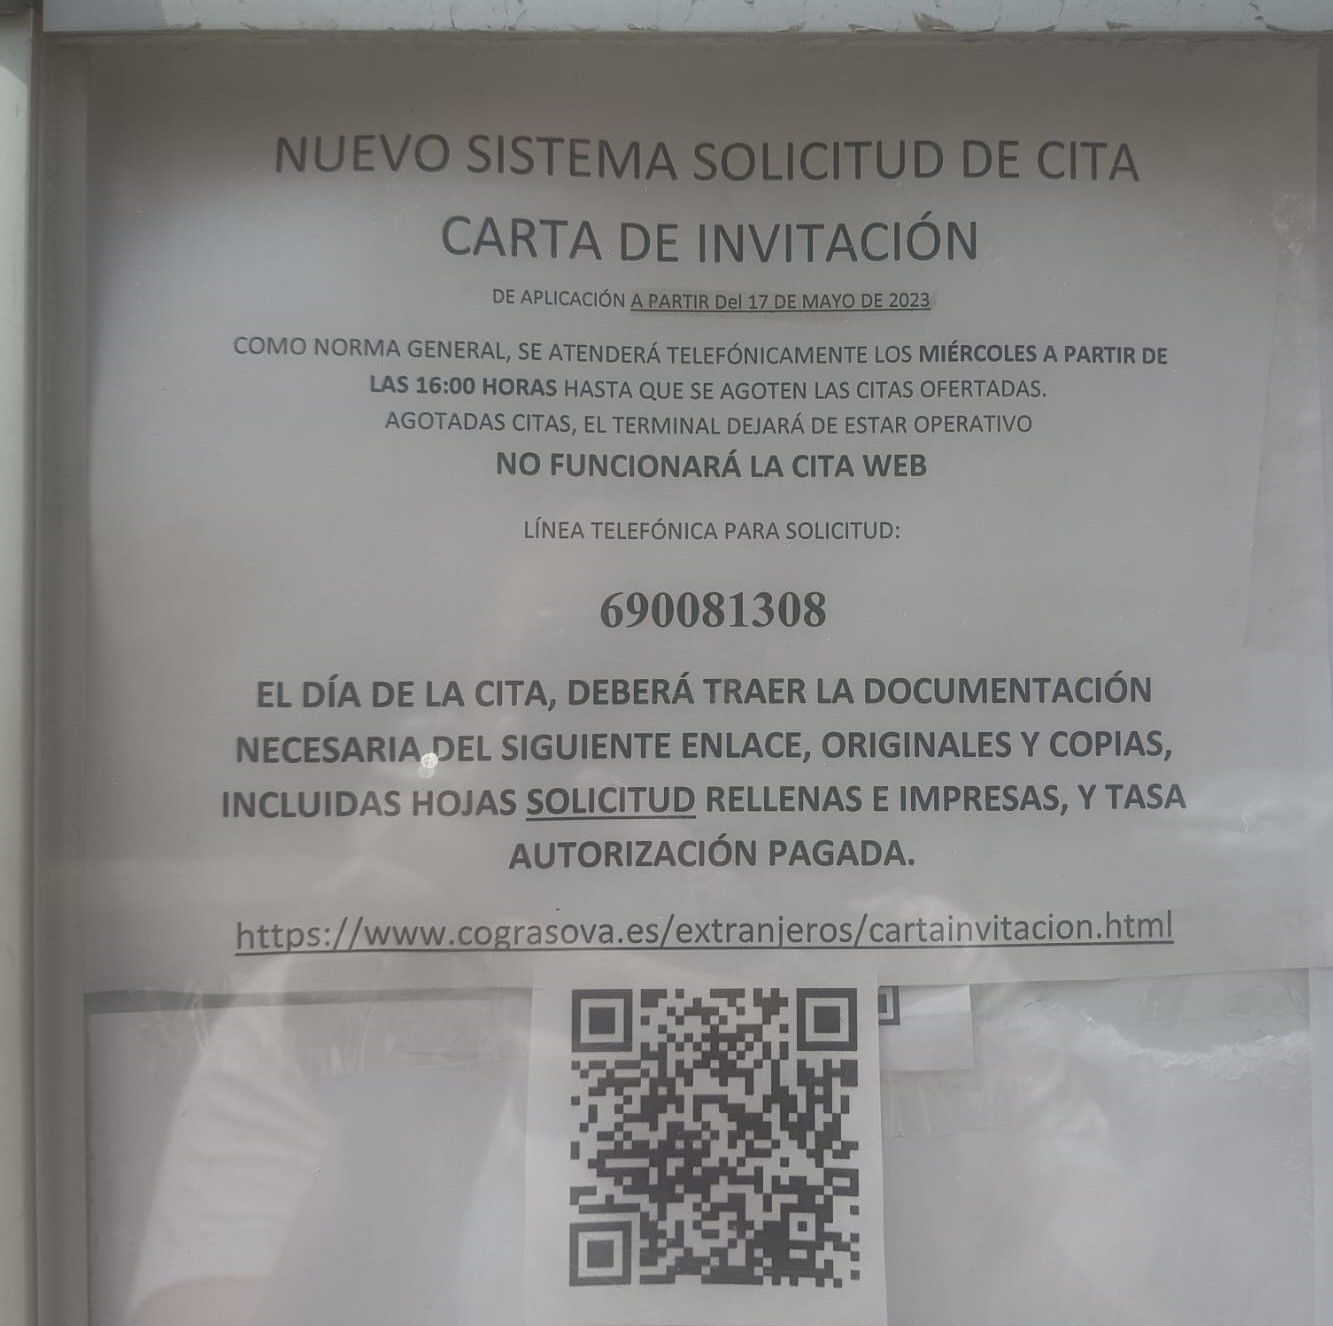 NUEVO SISTEMA SOLICITUD DE CITA
CARTA DE INVITACIÓN
DE APLICACIÓN A PARTIR Del 17 DE MAYO DE 2023
COMO NORMA GENERAL, SE ATENDERÁ TELEFÓNICAMENTE LOS MIÉRCOLES A PARTIR DE
LAS 16:00 HORAS HASTA QUE SE AGOTEN LAS CITAS OFERTADAS.
AGOTADAS CITAS, EL TERMINAL DEJARÁ DE ESTAR OPERATIVO
NO FUNCIONARÁ LA CITA WEB
LÍNEA TELEFÓNICA PARA SOLICITUD:
690081308
EL DÍA DE LA CITA, DEBERÁ TRAER LA DOCUMENTACIÓN
NECESARIA DEL SIGUIENTE ENLACE, ORIGINALES Y COPIAS,
INCLUIDAS HOJAS SOLICITUD RELLENAS E IMPRESAS, Y TASA
AUTORIZACIÓN PAGADA.
https://www.cograsova.es/extranjeros/cartainvitacion.html